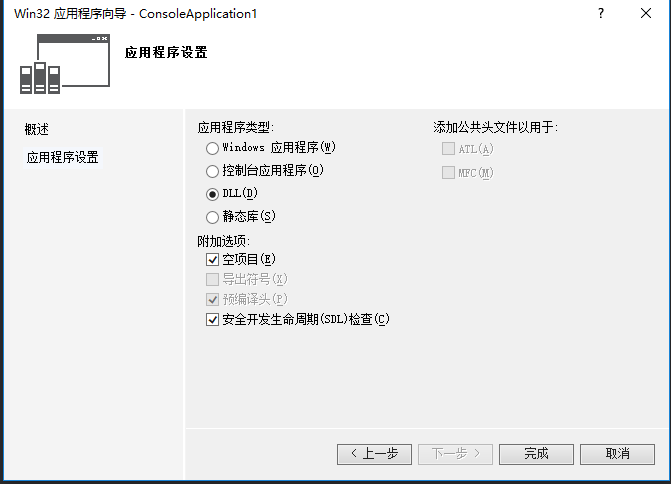 Win32 应用程序向导 - ConsoleApplication1
? ×
应用程序设置
概述
应用程序设置
应用程序类型:
Windows 应用程序(W)
控制台应用程序(O)
DLL(D)
静态库(S)
附加选项:
空项目(E)
导出符号(X)
预编译头(P)
安全开发生命周期(SDL)检查(C)
添加公共头文件以用于:
ATL(A)
MFC(M)
< 上一步
下一步 >
完成
取消